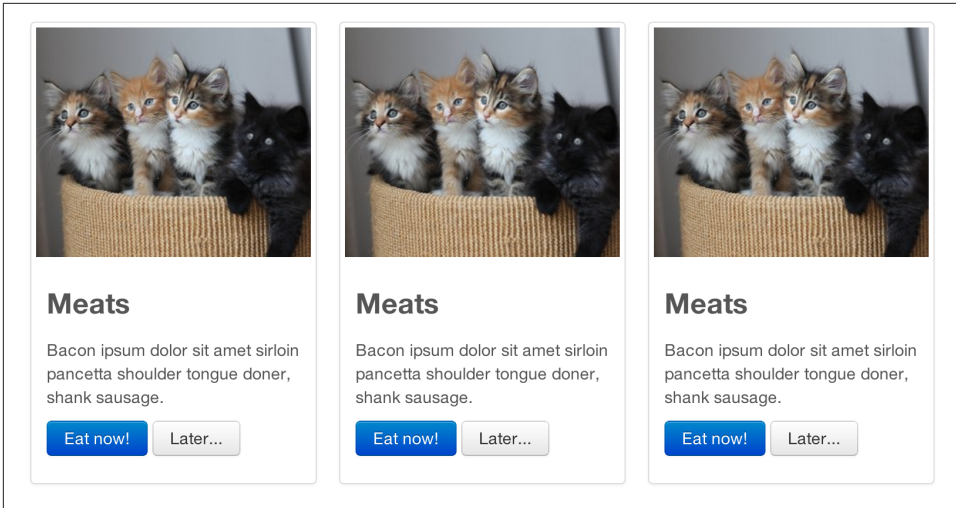 Meats
Bacon ipsum dolor sit amet sirloin
pancetta shoulder tongue doner,
shank sausage.
Eat now! Later...
Meats
Bacon ipsum dolor sit amet sirloin
pancetta shoulder tongue doner,
shank sausage.
Eat now! Later...
Meats
Bacon ipsum dolor sit amet sirloin
pancetta shoulder tongue doner,
shank sausage.
Eat now! Later...